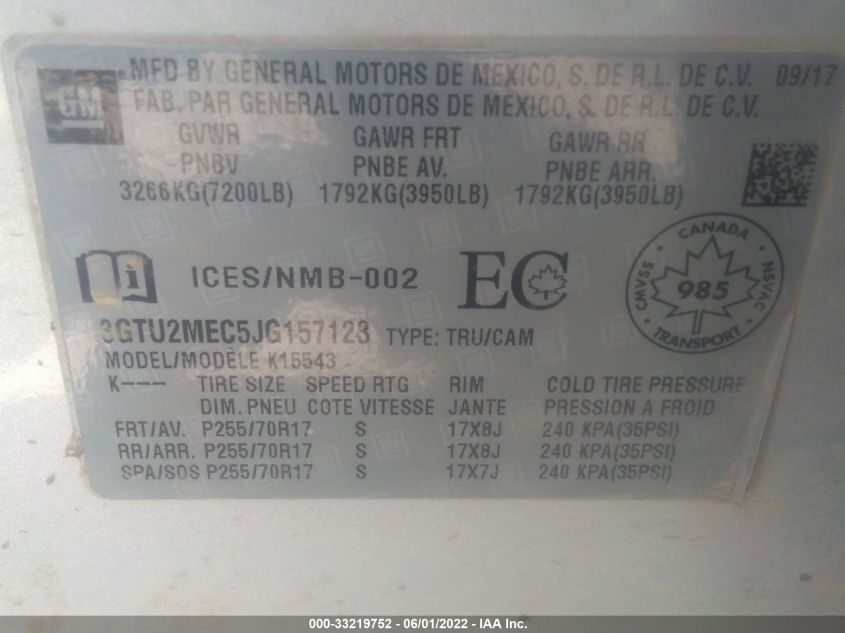 GM
MFD BY GENERAL MOTORS DE MEXICO, S. DE R.L. DE C.V. 09/17
FAB. PAR GENERAL MOTORS DE MEXICO, S. DE R.L. DE C.V.
GVWR GAWR FRT GAWR RR
PNBV PNBE AV. PNBE ARR.
3266KG(7200LB) 1792KG(3950LB) 1792KG(3950LB)
i ICES/NMB-002 EC
CANADA
CMVSS 985 NSVAC
TRANSPORT
3GTU2MEC5JG157123 TYPE: TRU/CAM
MODEL/MODÈLE K15543
K--- TIRE SIZE SPEED RTG RIM COLD TIRE PRESSURE
DIM. PNEU COTE VITESSE JANTE PRESSION A FROID
FRT/AV. P255/70R17 S 17X8J 240 KPA(35PSI)
RR/ARR. P255/70R17 S 17X8J 240 KPA(35PSI)
SPA/SOS P255/70R17 S 17X7J 240 KPA(35PSI)
000-33219752 - 06/01/2022 - IAA Inc.